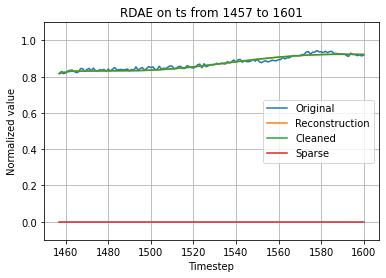 RDAE on ts from 1457 to 1601
Normalized value
1.0
0.8
0.6
0.4
0.2
0.0
Original
Reconstruction
Cleaned
Sparse
1460 1480 1500 1520 1540 1560 1580 1600
Timestep